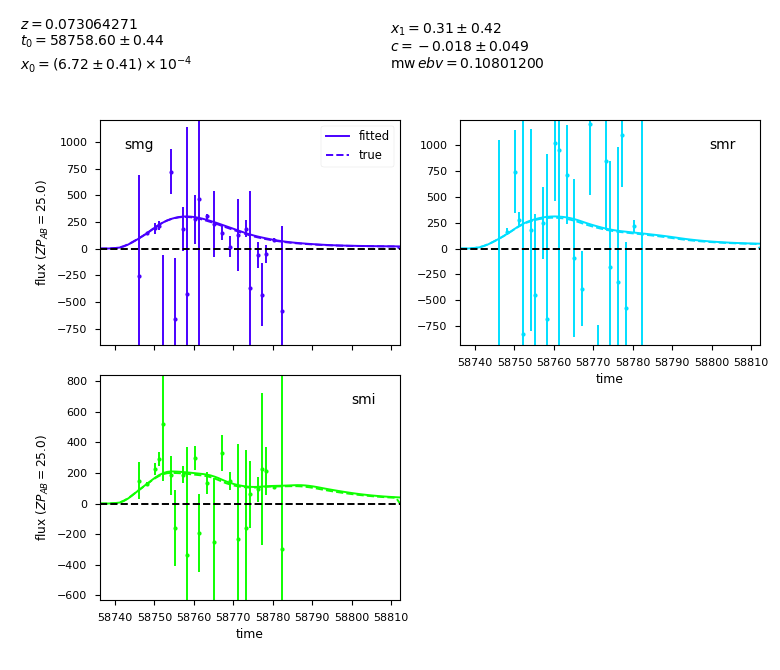 z = 0.073064271
t₀ = 58758.60 ± 0.44
x₀ = (6.72 ± 0.41) × 10⁻⁴
x₁ = 0.31 ± 0.42
c = −0.018 ± 0.049
mw ebv = 0.10801200
smg
fitted
true
1000
750
500
250
0
−250
−500
−750
flux (ZP_AB = 25.0)
smr
1000
750
500
250
0
−250
−500
−750
58740 58750 58760 58770 58780 58790 58800 58810
time
smi
800
600
400
200
0
−200
−400
−600
flux (ZP_AB = 25.0)
58740 58750 58760 58770 58780 58790 58800 58810
time